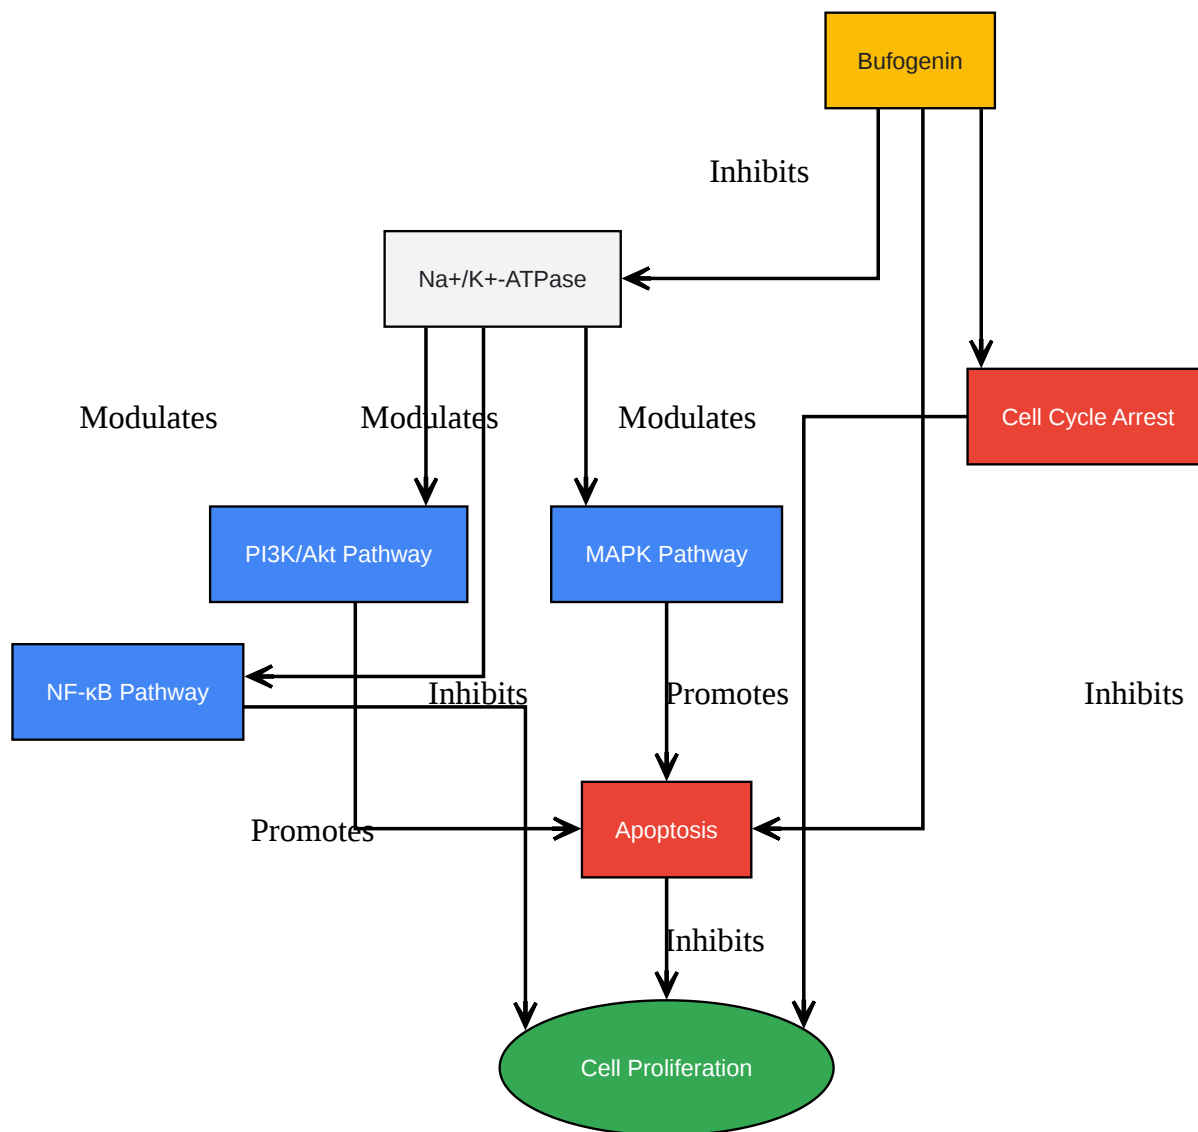 Bufogenin
Inhibits
Na+/K+-ATPase
Modulates
Modulates
Modulates
Cell Cycle Arrest
PI3K/Akt Pathway
MAPK Pathway
NF-κB Pathway
Inhibits
Promotes
Inhibits
Promotes
Apoptosis
Inhibits
Cell Proliferation